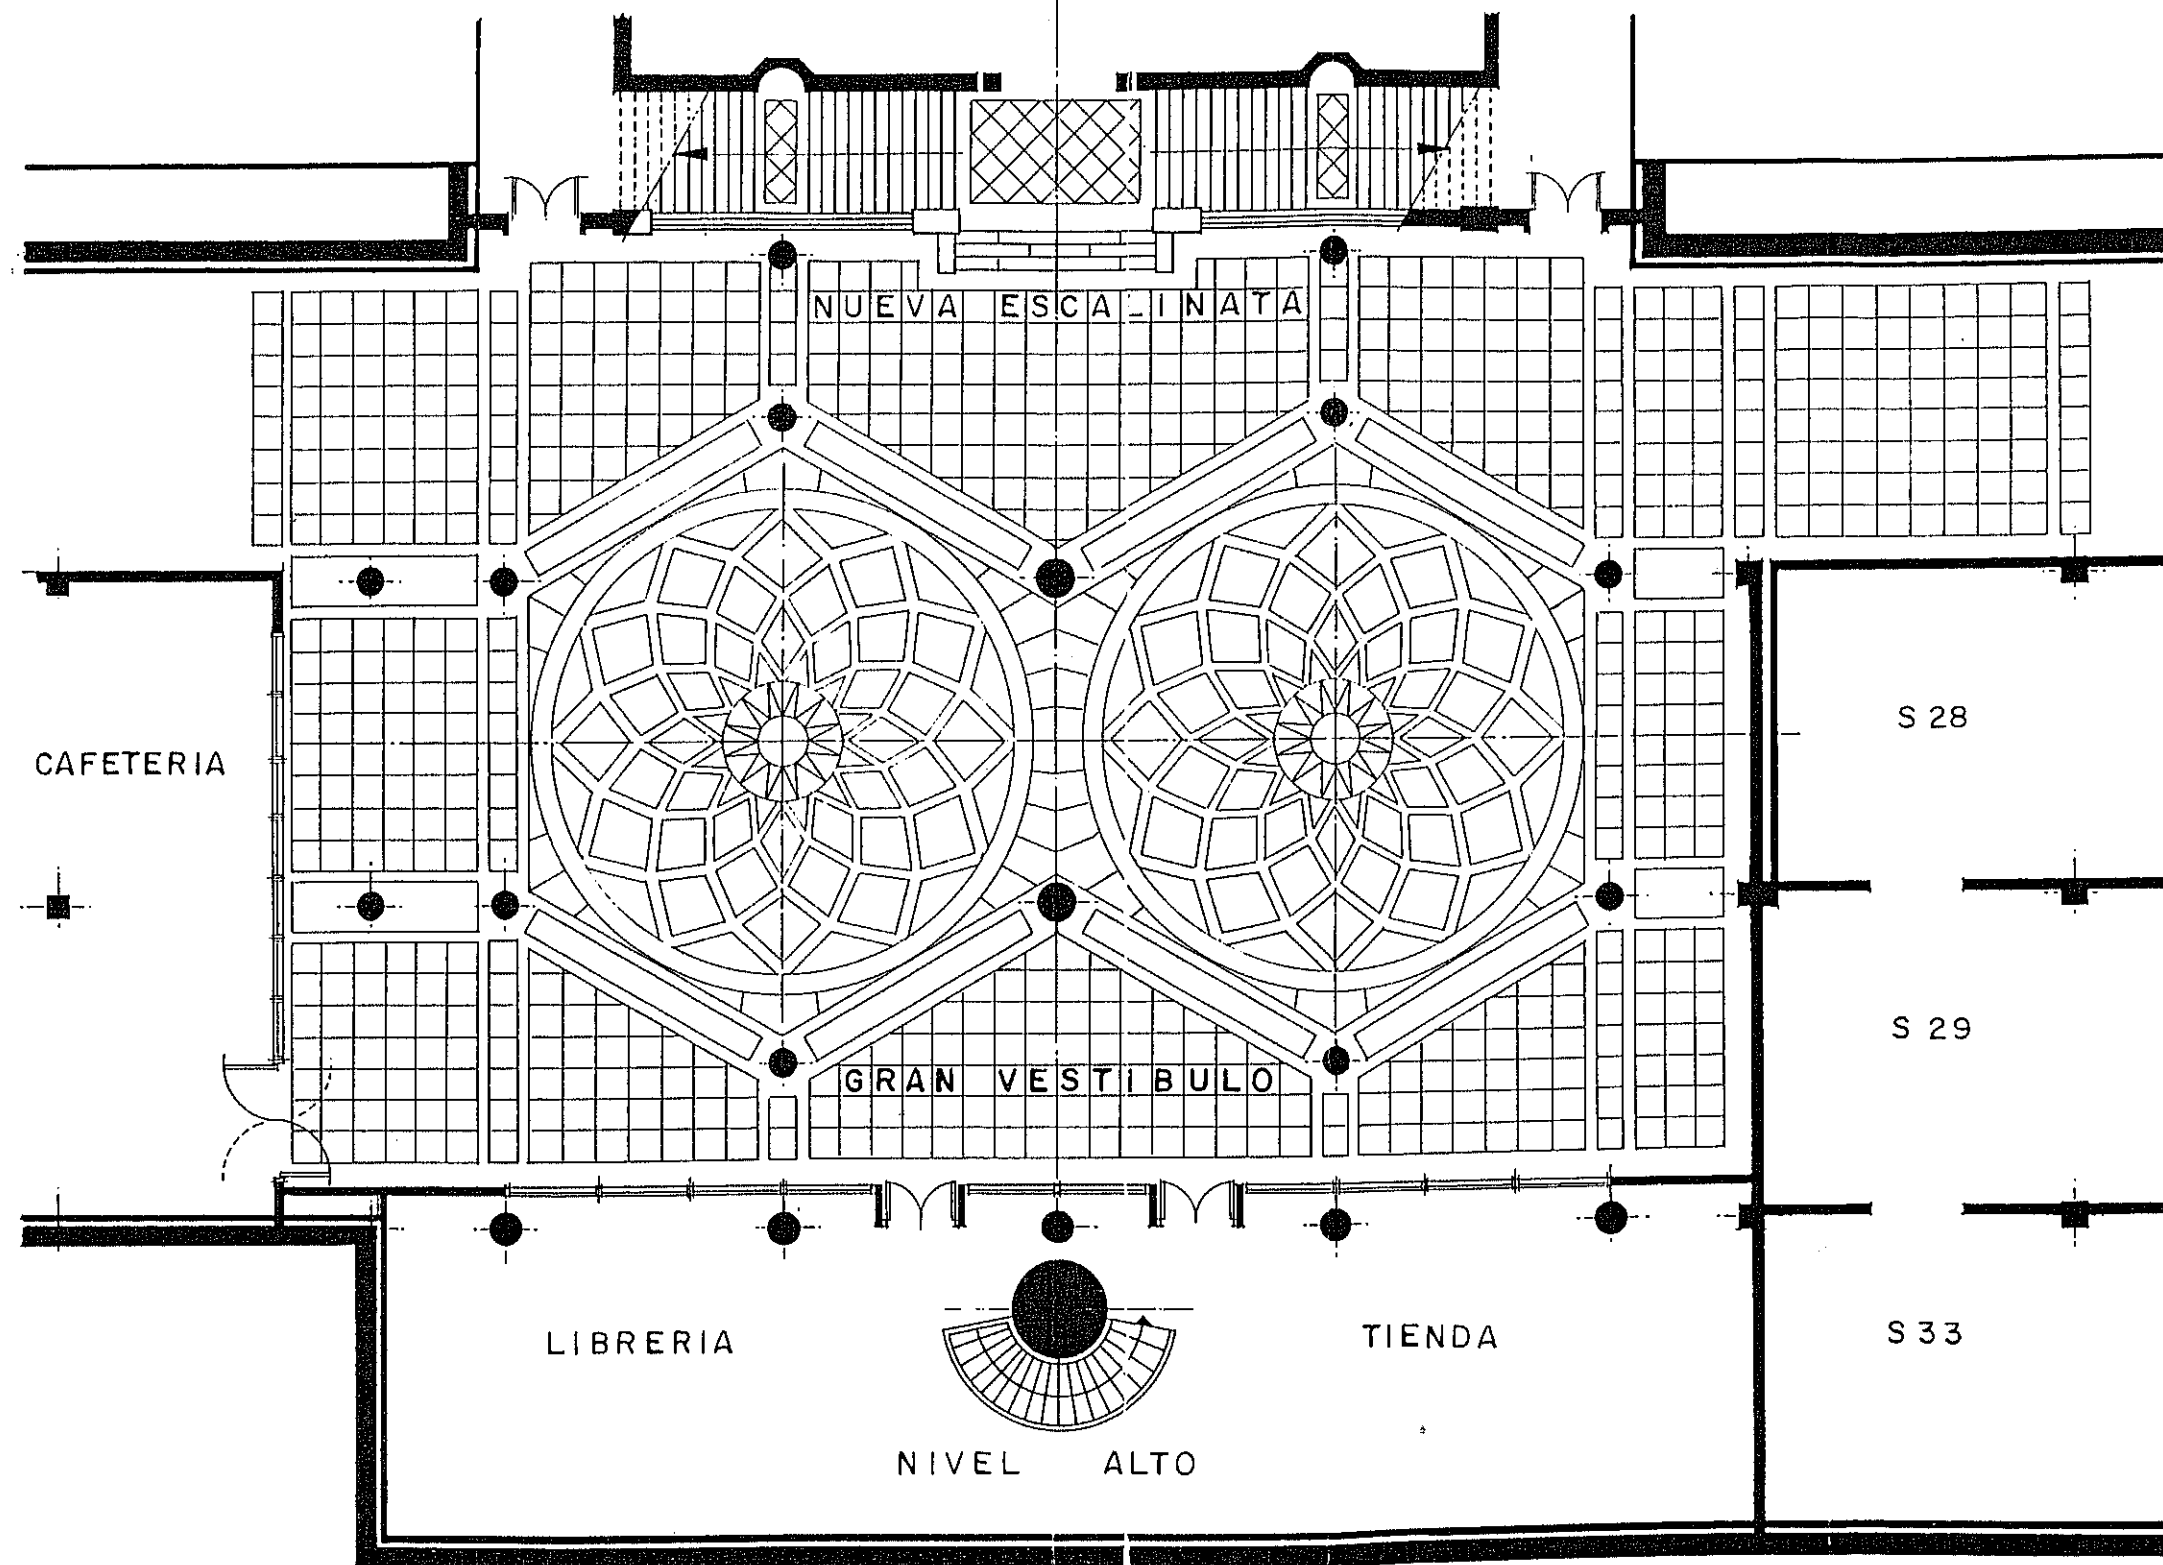 NUEVA ESCALINATA
S 28
CAFETERIA
S 29
GRAN VESTIBULO
LIBRERIA
TIENDA
S 33
NIVEL ALTO